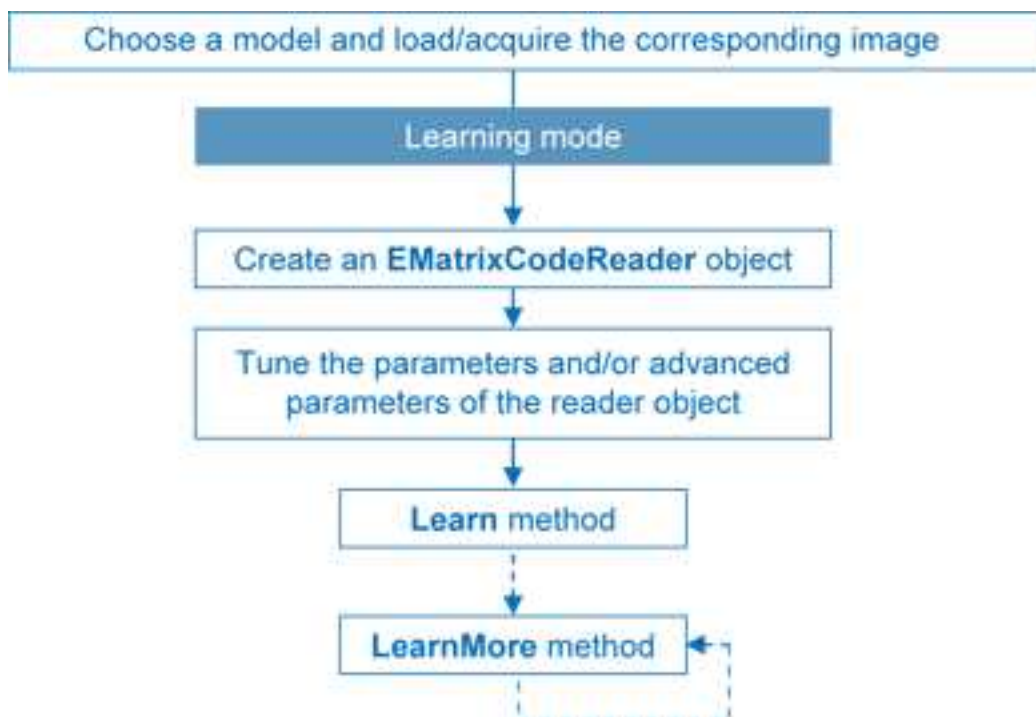 Choose a model and load/acquire the corresponding image
Learning mode
Create an EMatrixCodeReader object
Tune the parameters and/or advanced
parameters of the reader object
Learn method
LearnMore method